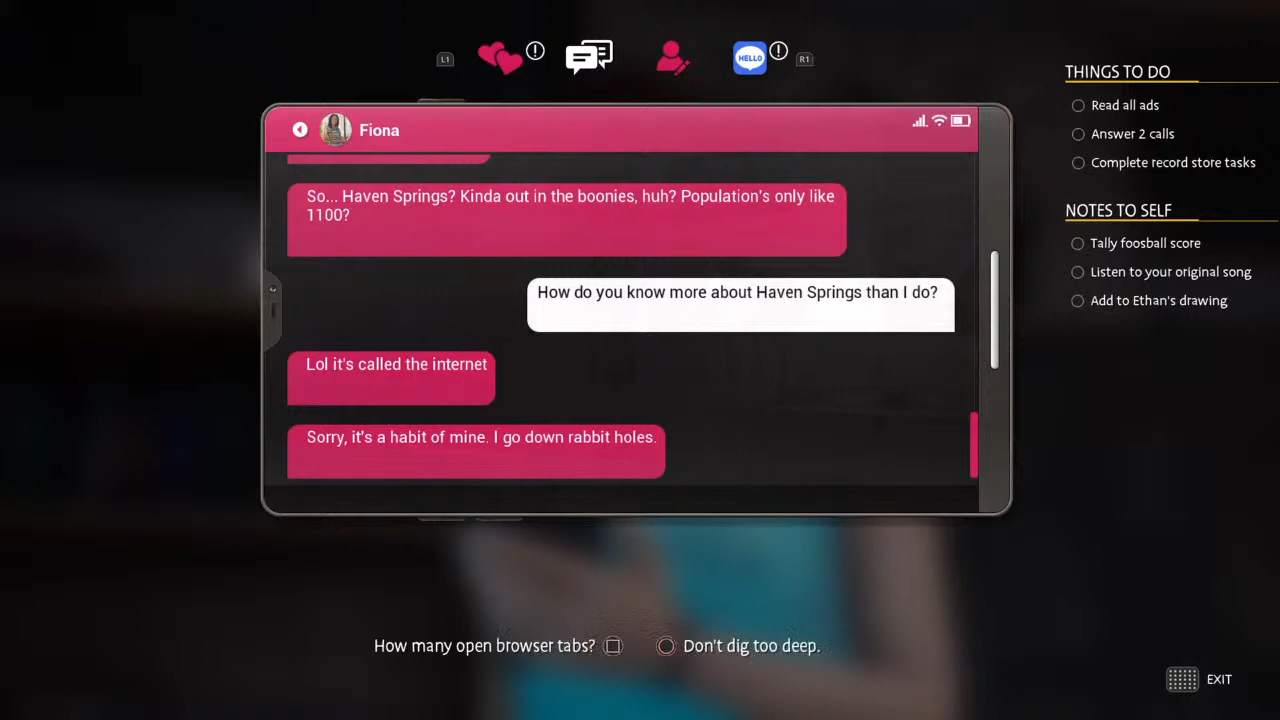 L1
HELLO
R1
Fiona
So... Haven Springs? Kinda out in the boonies, huh? Population's only like
1100?
How do you know more about Haven Springs than I do?
Lol it's called the internet
Sorry, it's a habit of mine. I go down rabbit holes.
THINGS TO DO
Read all ads
Answer 2 calls
Complete record store tasks
NOTES TO SELF
Tally foosball score
Listen to your original song
Add to Ethan's drawing
How many open browser tabs?
Don't dig too deep.
EXIT